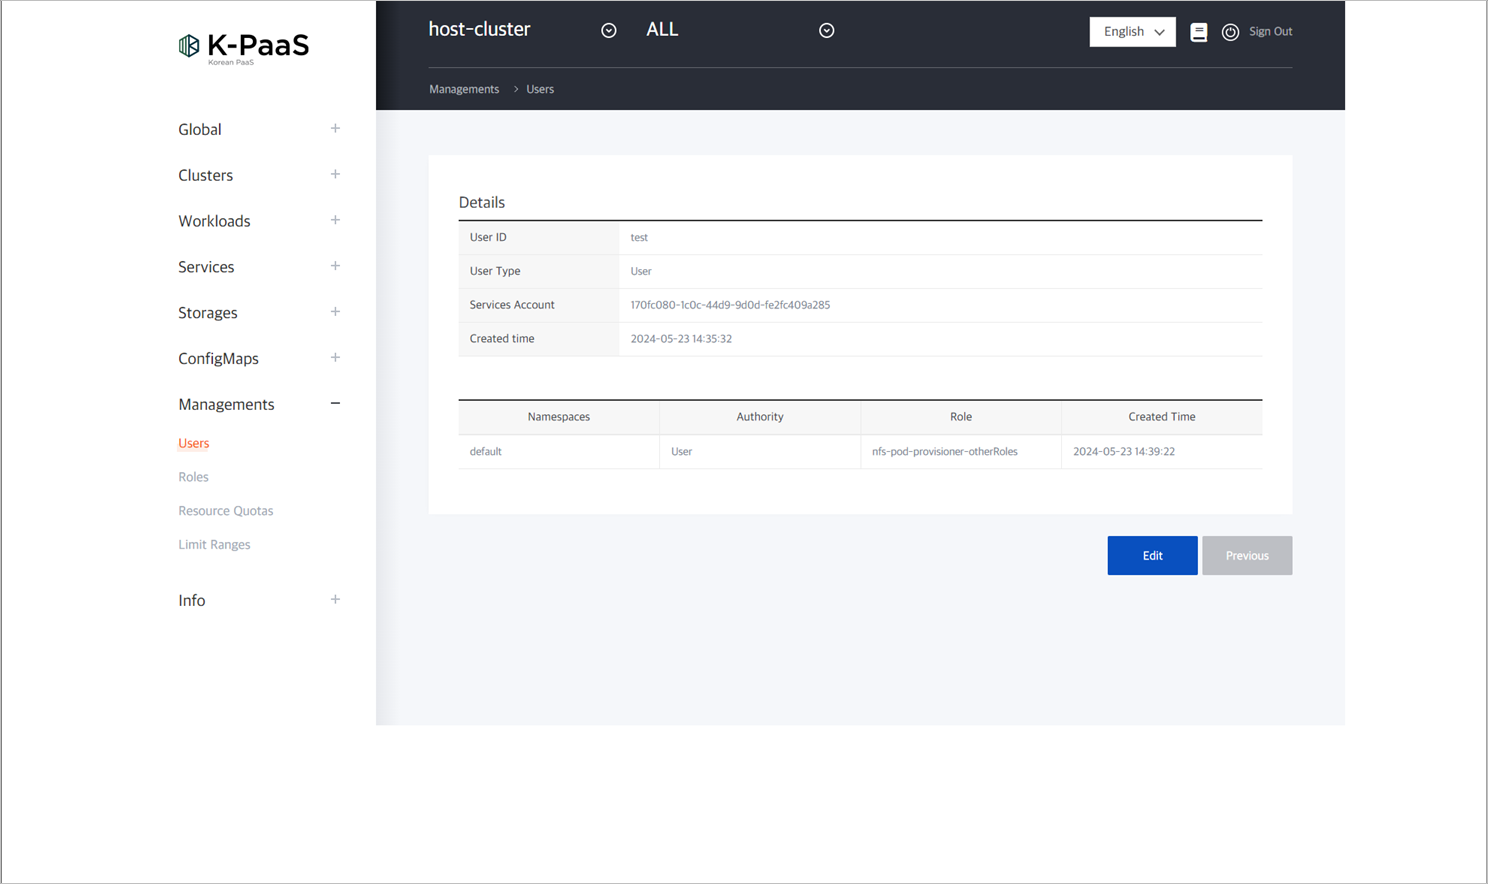 K-PaaS
Korean PaaS
host-cluster
ALL
English
Sign Out
Managements > Users
Global
Clusters
Workloads
Services
Storages
ConfigMaps
Managements
Users
Roles
Resource Quotas
Limit Ranges
Info
Details
User ID test
User Type User
Services Account 170fc080-1c0c-44d9-9d0d-fe2fc409a285
Created time 2024-05-23 14:35:32
Namespaces Authority Role Created Time
default User nfs-pod-provisioner-otherRoles 2024-05-23 14:39:22
Edit Previous